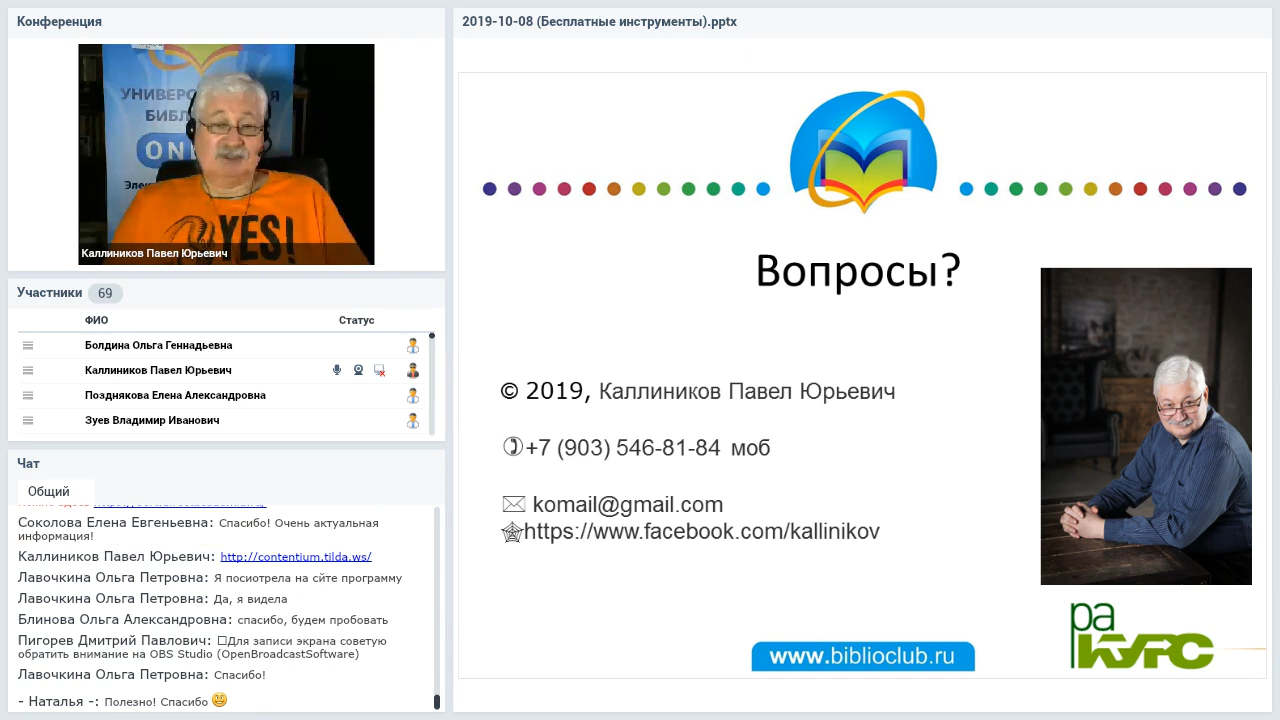 Конференция
УНИВЕРС
БИБЛ
Каллиников Павел Юрьевич
YES!
Участники 69
ФИО Статус
Болдина Ольга Геннадьевна
Каллиников Павел Юрьевич
Позднякова Елена Александровна
Зуев Владимир Иванович
Чат
Общий
Соколова Елена Евгеньевна: Спасибо! Очень актуальная
информация!
Каллиников Павел Юрьевич: http://contentium.tilda.ws/
Лавочкина Ольга Петровна: Я посиотрела на сйте программу
Лавочкина Ольга Петровна: Да, я видела
Блинова Ольга Александровна: спасибо, будем пробовать
Пигорев Дмитрий Павлович: Для записи экрана советую
обратить внимание на OBS Studio (OpenBroadcastSoftware)
Лавочкина Ольга Петровна: Спасибо!
- Наталья -: Полезно! Спасибо
2019-10-08 (Бесплатные инструменты).pptx
Вопросы?
© 2019, Каллиников Павел Юрьевич
+7 (903) 546-81-84 моб
komail@gmail.com
https://www.facebook.com/kallinikov
www.biblioclub.ru
ра
КУРС